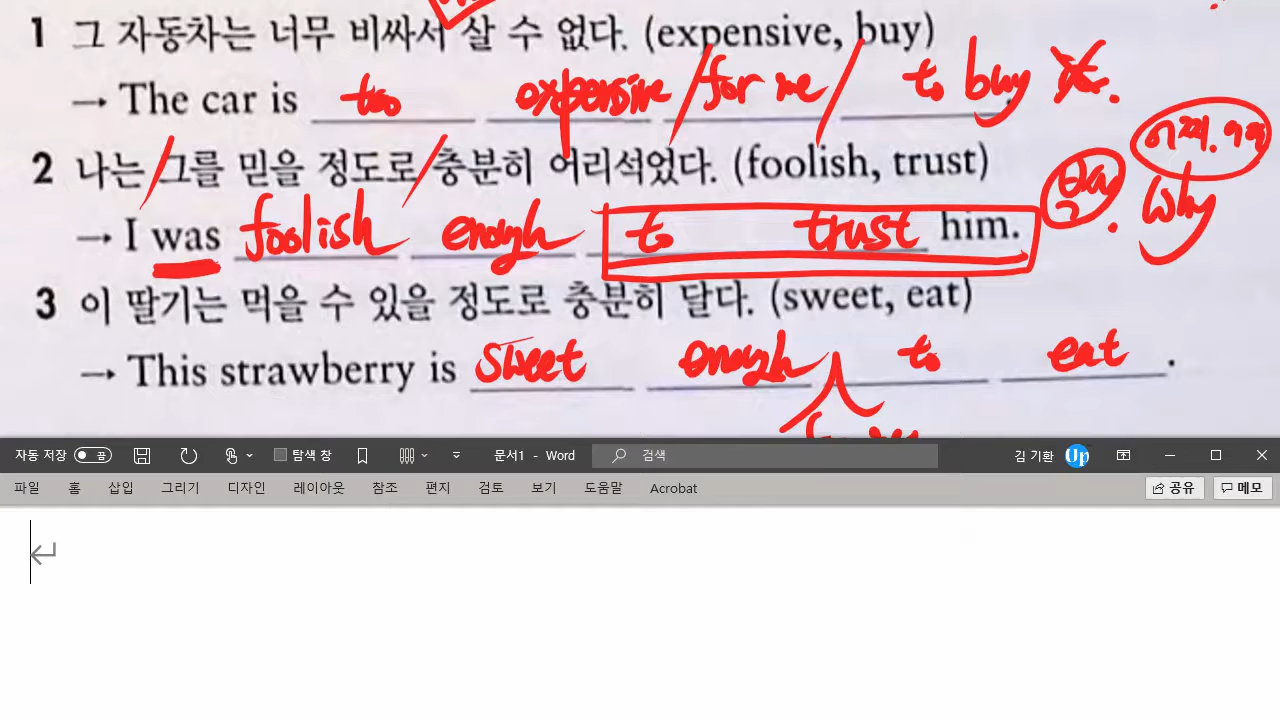 1 그 자동차는 너무 비싸서 살 수 없다. (expensive, buy)
→ The car is too expensive / for me / to buy it.
2 나는 / 그를 믿을 정도로 / 충분히 어리석었다. (foolish, trust)
→ I was foolish enough to trust him. why
3 이 딸기는 먹을 수 있을 정도로 충분히 달다. (sweet, eat)
→ This strawberry is sweet enough to eat.
자동 저장 탐색 창 문서1 - Word 검색 김 기환 Up
파일 홈 삽입 그리기 디자인 레이아웃 참조 편지 검토 보기 도움말 Acrobat 공유 메모